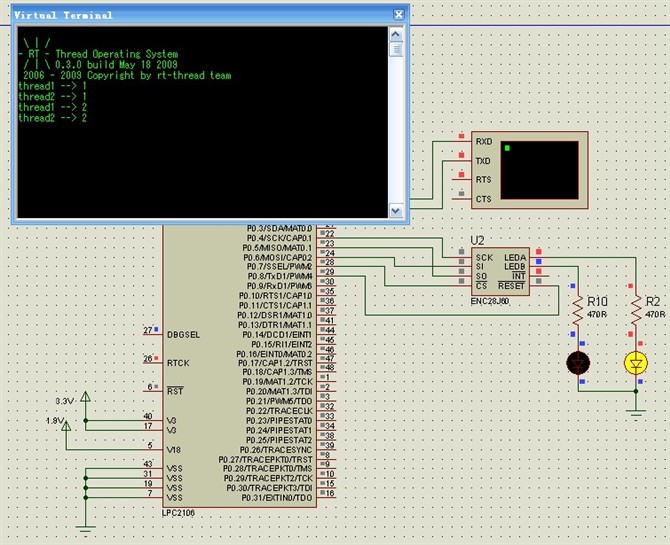 Virtual Terminal
\ | /
- RT - Thread Operating System
/ | \ 0.3.0 build May 18 2009
2006 - 2009 Copyright by rt-thread team
thread1 --> 1
thread2 --> 1
thread1 --> 2
thread2 --> 2
RXD
TXD
RTS
CTS
P0.3/SDA/MAT0.0
P0.4/SCK/CAP0.1 22
P0.5/MISO/MAT0.1 23
P0.6/MOSI/CAP0.2 24
P0.7/SSEL/PWM2 28
P0.8/TxD1/PWM4 29
P0.9/RxD1/PWM6 30
P0.10/RTS1/CAP1.0 35
P0.11/CTS1/CAP1.1 36
P0.12/DSR1/MAT1.0 37
P0.13/DTR1/MAT1.1 41
P0.14/DCD1/EINT1 44
P0.15/RI1/EINT2 45
P0.16/EINT0/MAT0.2 46
P0.17/CAP1.2/TRST 47
P0.18/CAP1.3/TMS 48
P0.19/MAT1.2/TCK 1
P0.20/MAT1.3/TDI 2
P0.21/PWM5/TDO 3
P0.22/TRACECLK 32
P0.23/PIPESTAT0 33
P0.24/PIPESTAT1 34
P0.25/PIPESTAT2 38
P0.26/TRACESYNC 39
P0.27/TRACEPKT0/TRST 8
P0.28/TRACEPKT0/TMS 9
P0.29/TRACEPKT2/TCK 10
P0.30/TRACEPKT3/TDI 15
P0.31/EXTIN0/TDO 16
27 DBGSEL
26 RTCK
6 RST
3.3V
1.8V
40 V3
17 V3
5 V18
43 VSS
31 VSS
19 VSS
7 VSS
LPC2106
U2
SCK LEDA
SI LEDB
SO INT
CS RESET
ENC28J60
R10
470R
R2
470R